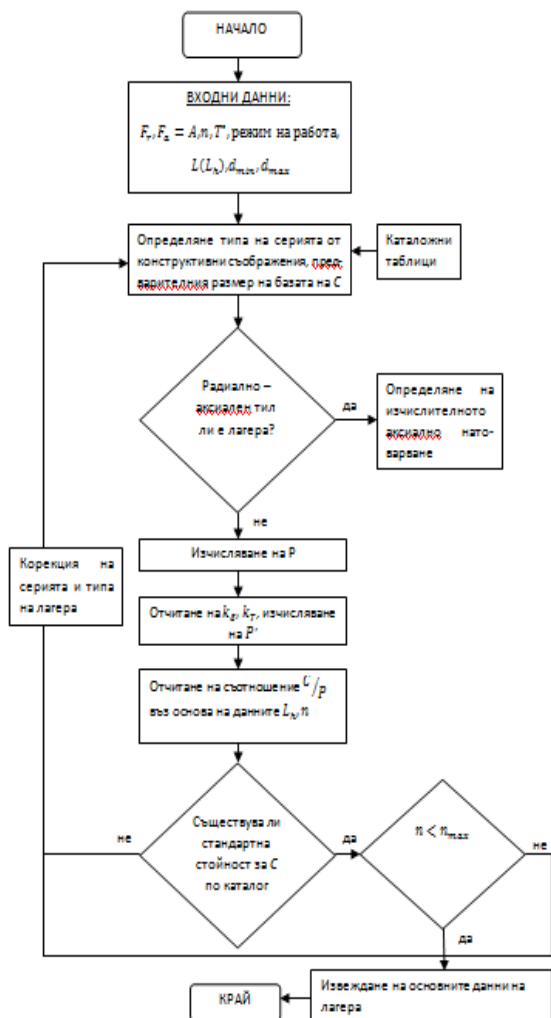 НАЧАЛО
ВХОДНИ ДАННИ:
F_r, F_a = A, n, T°, режим на работа,
L(L_h), d_min, d_max
Определяне типа на серията от
конструктивни съображения, пред-
варителния размер на базата на C
Каталожни
таблици
Радиално –
аксиален тил
ли е лагера?
да
Определяне на
изчислителното
аксиално нато-
варване
не
Изчисляване на P
Корекция на
серията и типа
на лагера
Отчитане на k_б, k_T, изчисляване
на P'
Отчитане на съотношение C/P
въз основа на данните L_h, n
Съществува ли
стандартна
стойност за C
по каталог
не
да
n < n_max
не
да
Извеждане на основните данни на
лагера
КРАЙ